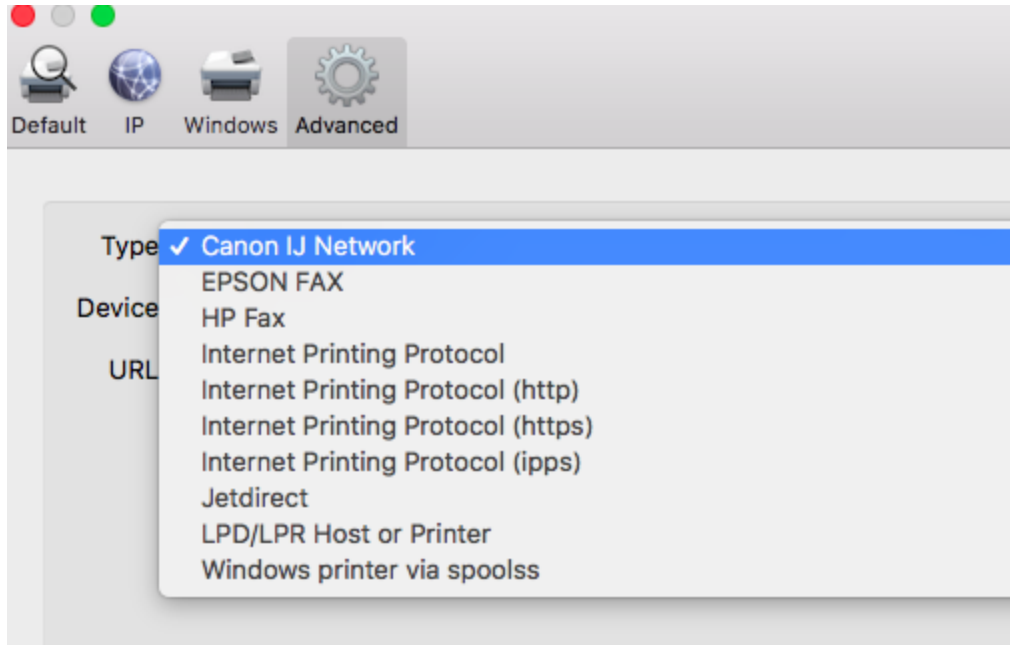 Default IP Windows Advanced
Type ✓ Canon IJ Network
EPSON FAX
Device
HP Fax
Internet Printing Protocol
URL
Internet Printing Protocol (http)
Internet Printing Protocol (https)
Internet Printing Protocol (ipps)
Jetdirect
LPD/LPR Host or Printer
Windows printer via spoolss